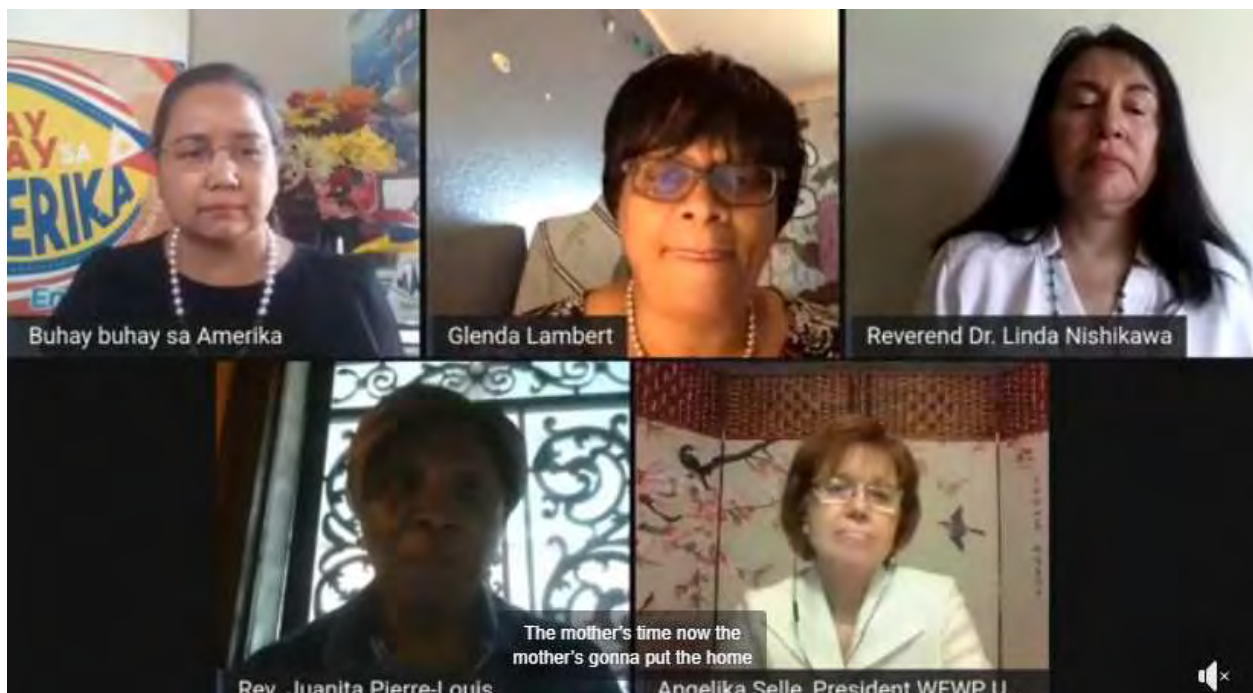 AY
AY SA
ERIKA
En
Buhay buhay sa Amerika
Glenda Lambert
Reverend Dr. Linda Nishikawa
The mother's time now the
mother's gonna put the home
Rev. Juanita Pierre-Louis
Angelika Selle, President WFWP U